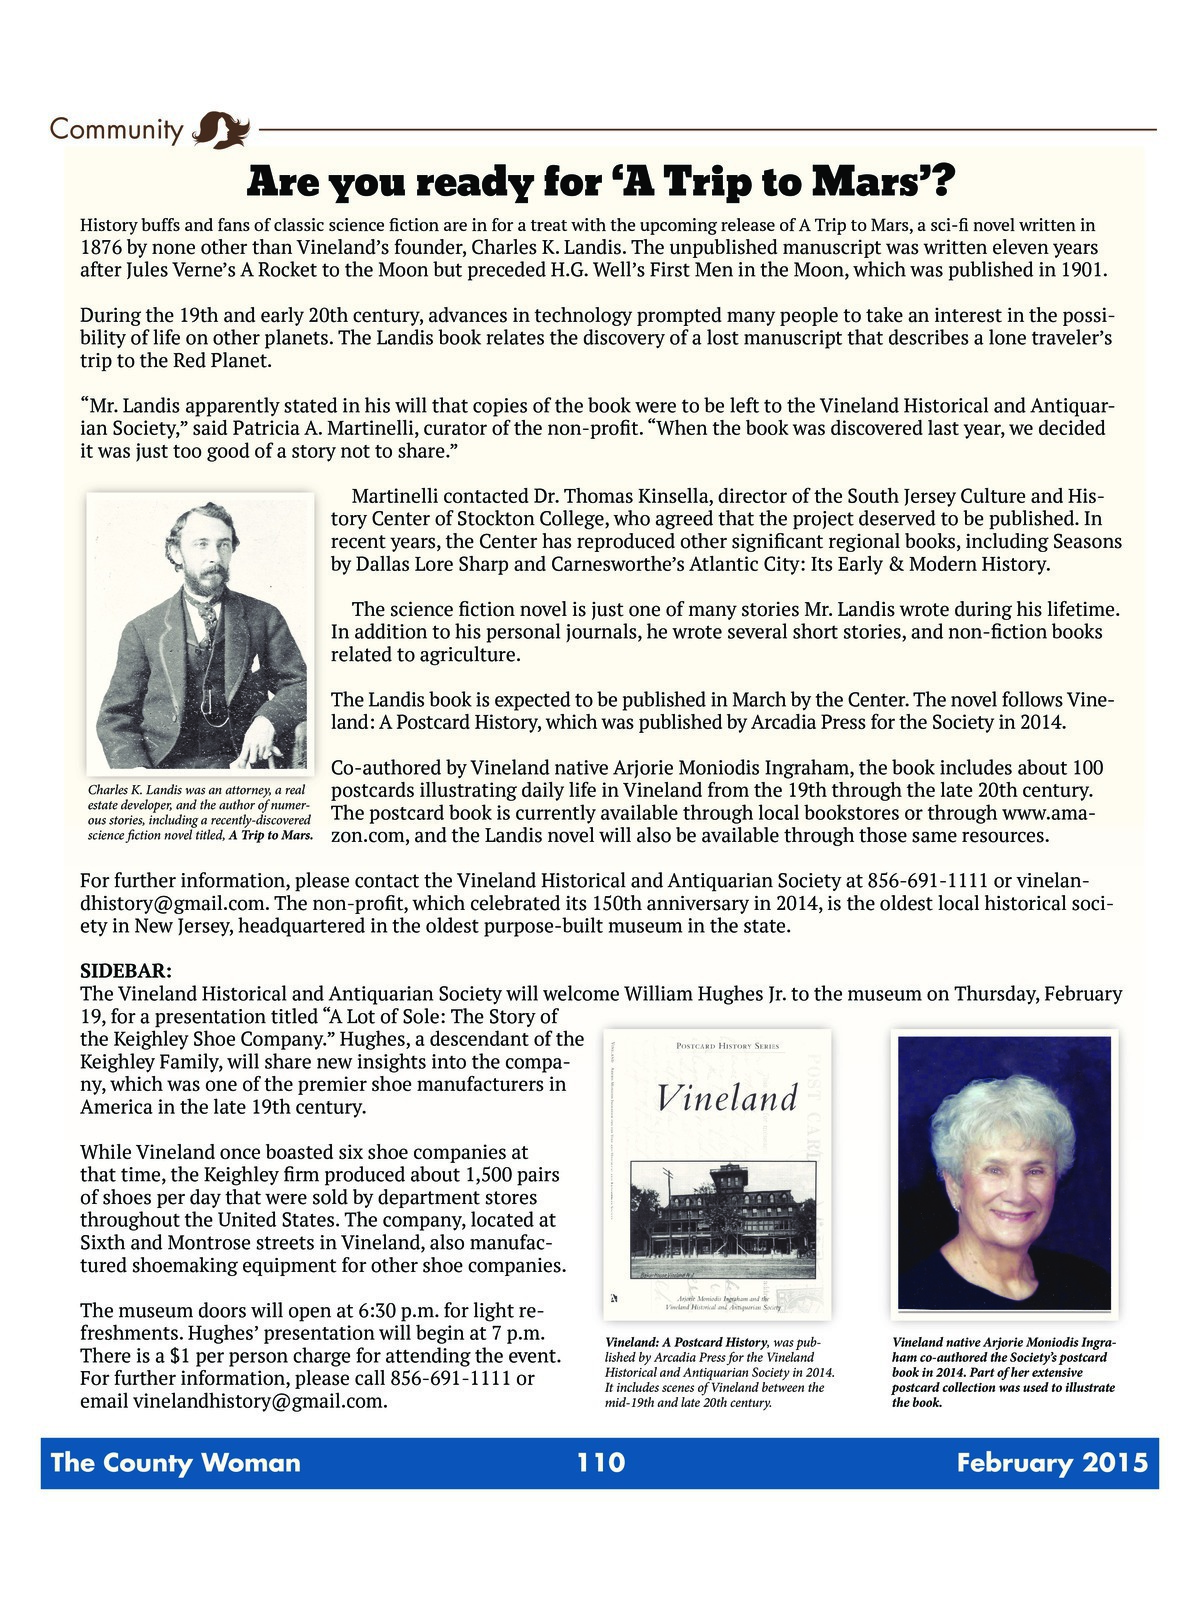 Community
Are you ready for ‘A Trip to Mars’?
History buffs and fans of classic science fiction are in for a treat with the upcoming release of A Trip to Mars, a sci-fi novel written in
1876 by none other than Vineland’s founder, Charles K. Landis. The unpublished manuscript was written eleven years
after Jules Verne’s A Rocket to the Moon but preceded H.G. Well’s First Men in the Moon, which was published in 1901.
During the 19th and early 20th century, advances in technology prompted many people to take an interest in the possi-
bility of life on other planets. The Landis book relates the discovery of a lost manuscript that describes a lone traveler’s
trip to the Red Planet.
“Mr. Landis apparently stated in his will that copies of the book were to be left to the Vineland Historical and Antiquar-
ian Society,” said Patricia A. Martinelli, curator of the non-profit. “When the book was discovered last year, we decided
it was just too good of a story not to share.”
Martinelli contacted Dr. Thomas Kinsella, director of the South Jersey Culture and His-
tory Center of Stockton College, who agreed that the project deserved to be published. In
recent years, the Center has reproduced other significant regional books, including Seasons
by Dallas Lore Sharp and Carnesworthe’s Atlantic City: Its Early & Modern History.
The science fiction novel is just one of many stories Mr. Landis wrote during his lifetime.
In addition to his personal journals, he wrote several short stories, and non-fiction books
related to agriculture.
The Landis book is expected to be published in March by the Center. The novel follows Vine-
land: A Postcard History, which was published by Arcadia Press for the Society in 2014.
Co-authored by Vineland native Arjorie Moniodis Ingraham, the book includes about 100
postcards illustrating daily life in Vineland from the 19th through the late 20th century.
The postcard book is currently available through local bookstores or through www.ama-
zon.com, and the Landis novel will also be available through those same resources.
Charles K. Landis was an attorney, a real
estate developer, and the author of numer-
ous stories, including a recently-discovered
science fiction novel titled, A Trip to Mars.
For further information, please contact the Vineland Historical and Antiquarian Society at 856-691-1111 or vinelan-
dhistory@gmail.com. The non-profit, which celebrated its 150th anniversary in 2014, is the oldest local historical soci-
ety in New Jersey, headquartered in the oldest purpose-built museum in the state.
SIDEBAR:
The Vineland Historical and Antiquarian Society will welcome William Hughes Jr. to the museum on Thursday, February
19, for a presentation titled “A Lot of Sole: The Story of
the Keighley Shoe Company.” Hughes, a descendant of the
Keighley Family, will share new insights into the compa-
ny, which was one of the premier shoe manufacturers in
America in the late 19th century.
While Vineland once boasted six shoe companies at
that time, the Keighley firm produced about 1,500 pairs
of shoes per day that were sold by department stores
throughout the United States. The company, located at
Sixth and Montrose streets in Vineland, also manufac-
tured shoemaking equipment for other shoe companies.
The museum doors will open at 6:30 p.m. for light re-
freshments. Hughes’ presentation will begin at 7 p.m.
There is a $1 per person charge for attending the event.
For further information, please call 856-691-1111 or
email vinelandhistory@gmail.com.
POSTCARD HISTORY SERIES
Vineland
POST CARD
Arjorie Moniodis Ingraham and the
Vineland Historical and Antiquarian Society
Vineland: A Postcard History, was pub-
lished by Arcadia Press for the Vineland
Historical and Antiquarian Society in 2014.
It includes scenes of Vineland between the
mid-19th and late 20th century.
Vineland native Arjorie Moniodis Ingra-
ham co-authored the Society’s postcard
book in 2014. Part of her extensive
postcard collection was used to illustrate
the book.
The County Woman 110 February 2015